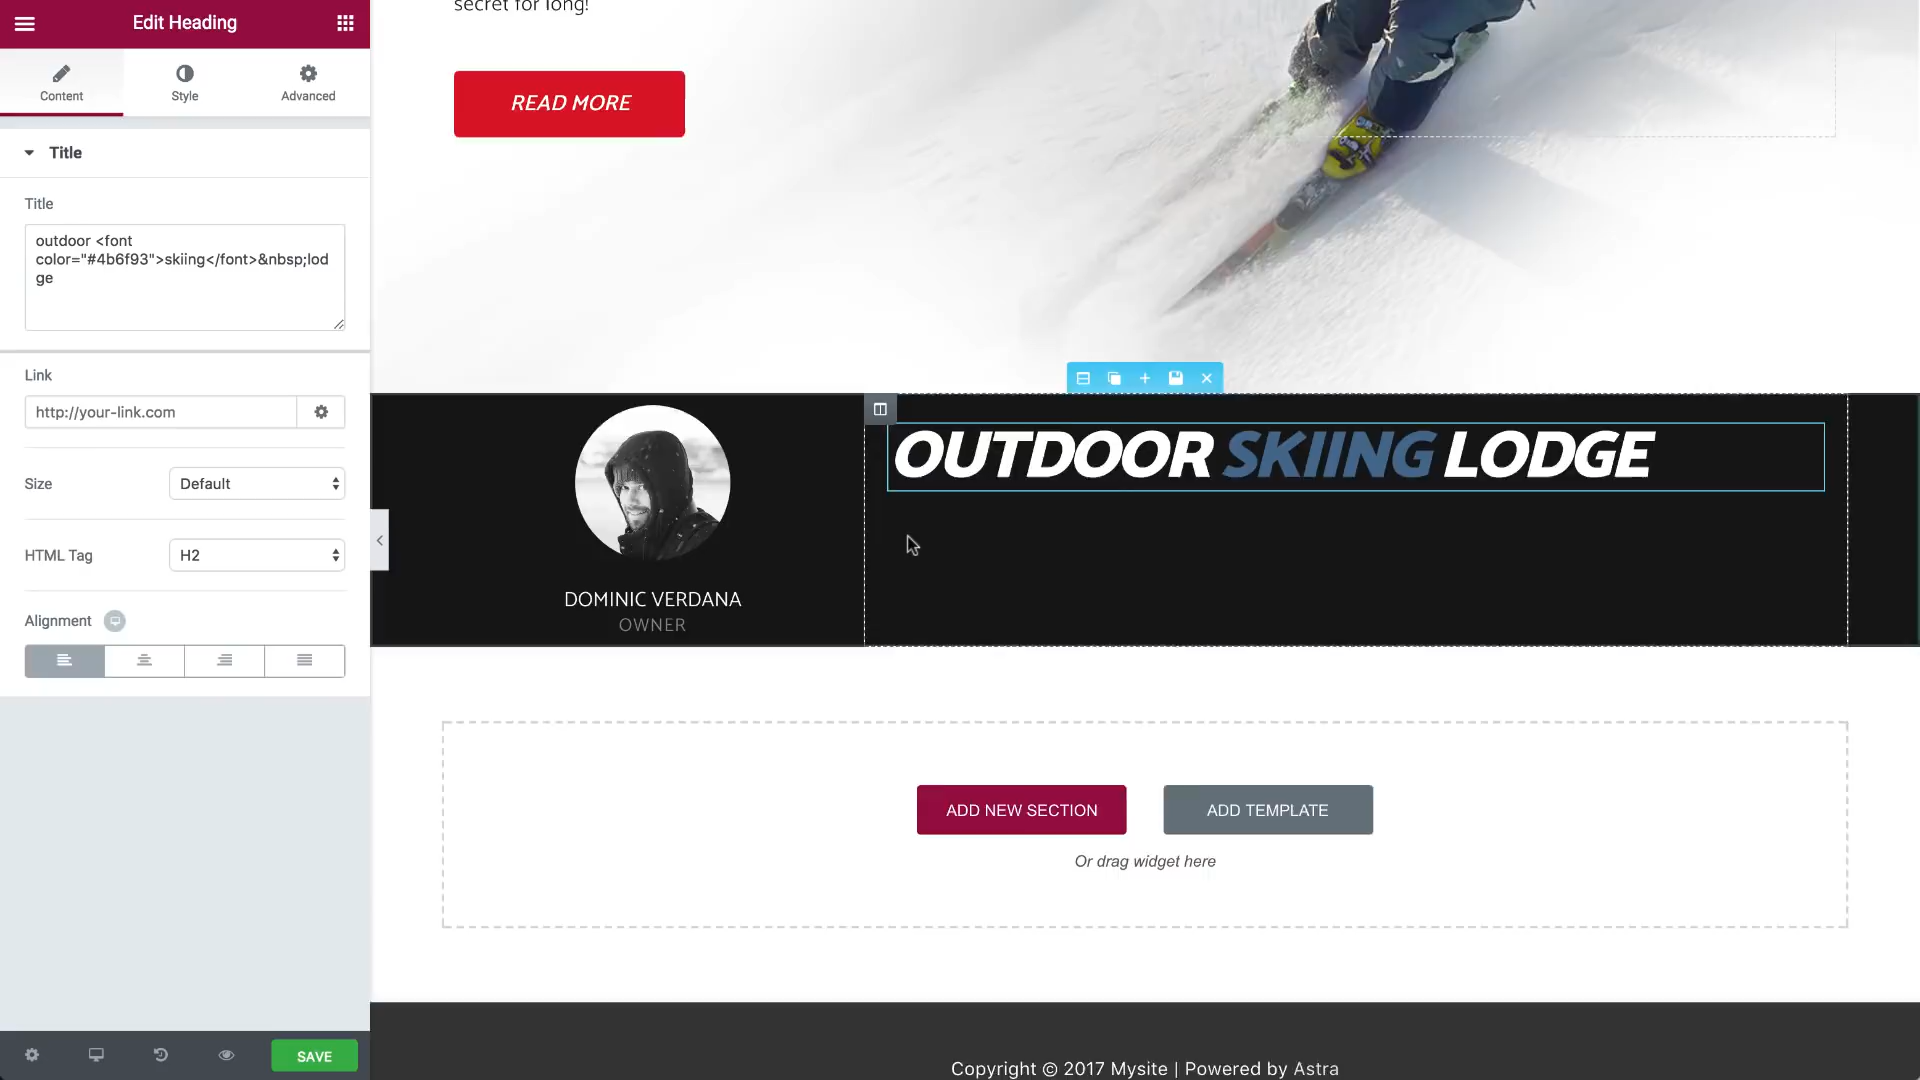 Edit Heading
Content
Style
Advanced
Title
Title
outdoor <font
color="#4b6f93">skiing</font>&nbsp;lod
ge
Link
http://your-link.com
Size
Default
HTML Tag
H2
Alignment
SAVE
secret for long!
READ MORE
DOMINIC VERDANA
OWNER
OUTDOOR SKIING LODGE
ADD NEW SECTION
ADD TEMPLATE
Or drag widget here
Copyright © 2017 Mysite | Powered by Astra